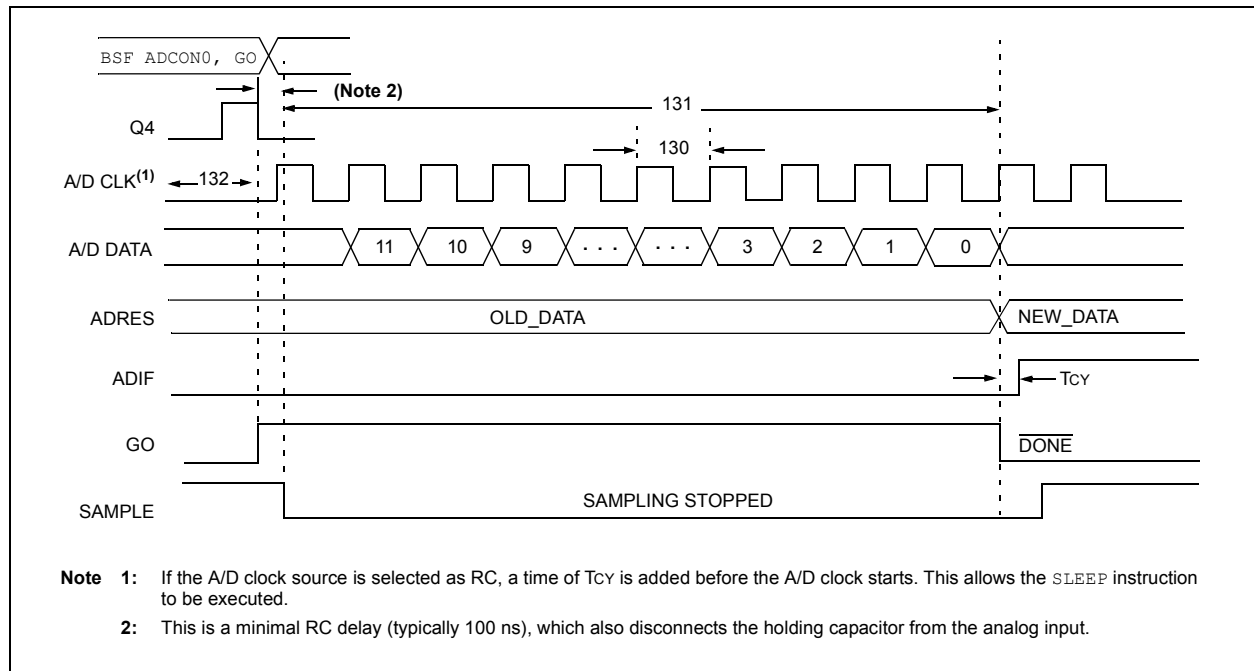 BSF ADCON0, GO
(Note 2)
131
Q4
130
A/D CLK(1)
132
A/D DATA
11 10 9 . . . . . . 3 2 1 0
ADRES
OLD_DATA
NEW_DATA
ADIF
TCY
GO
DONE
SAMPLE
SAMPLING STOPPED
Note 1: If the A/D clock source is selected as RC, a time of TCY is added before the A/D clock starts. This allows the SLEEP instruction
to be executed.
2: This is a minimal RC delay (typically 100 ns), which also disconnects the holding capacitor from the analog input.